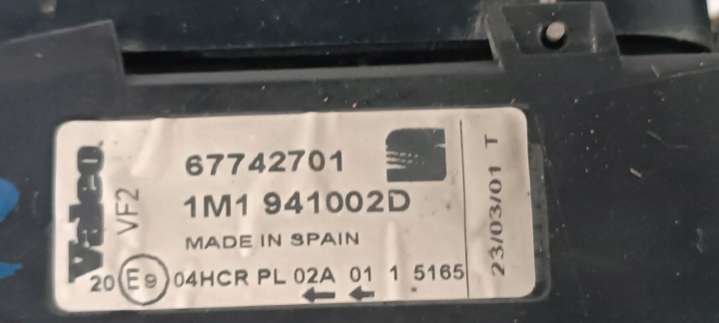 Valeo
VF2
67742701
1M1 941002D
MADE IN SPAIN
20 E9 04HCR PL 02A 01 1 5165
23/03/01 T